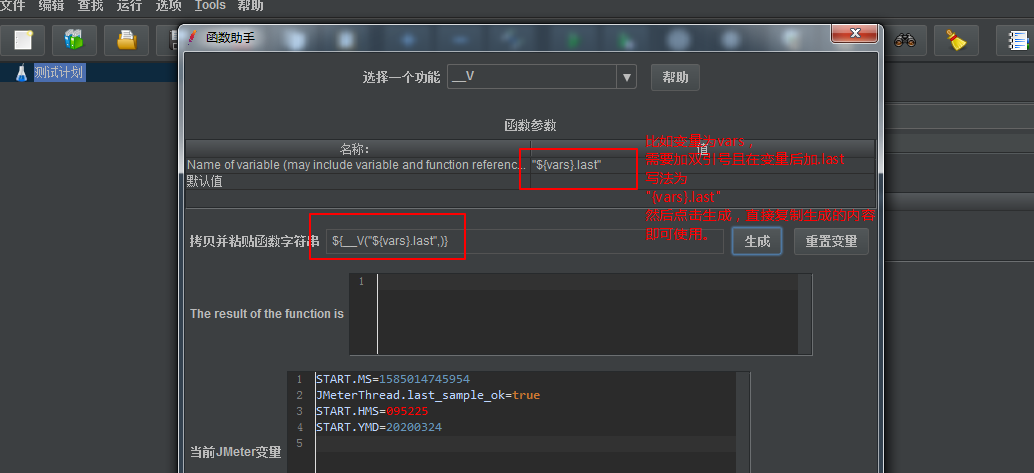 文件 编辑 查找 运行 选项 Tools 帮助
函数助手
测试计划
选择一个功能 __V 帮助
函数参数
名称: 值
Name of variable (may include variable and function referenc... "${vars}.last"
默认值
比如变量为vars，
需要加双引号且在变量后加.last
写法为
"{vars}.last"
然后点击生成，直接复制生成的内容
即可使用。
拷贝并粘贴函数字符串 ${__V("${vars}.last",)} 生成 重置变量
The result of the function is
1
当前JMeter变量
1 START.MS=1585014745954
2 JMeterThread.last_sample_ok=true
3 START.HMS=095225
4 START.YMD=20200324
5